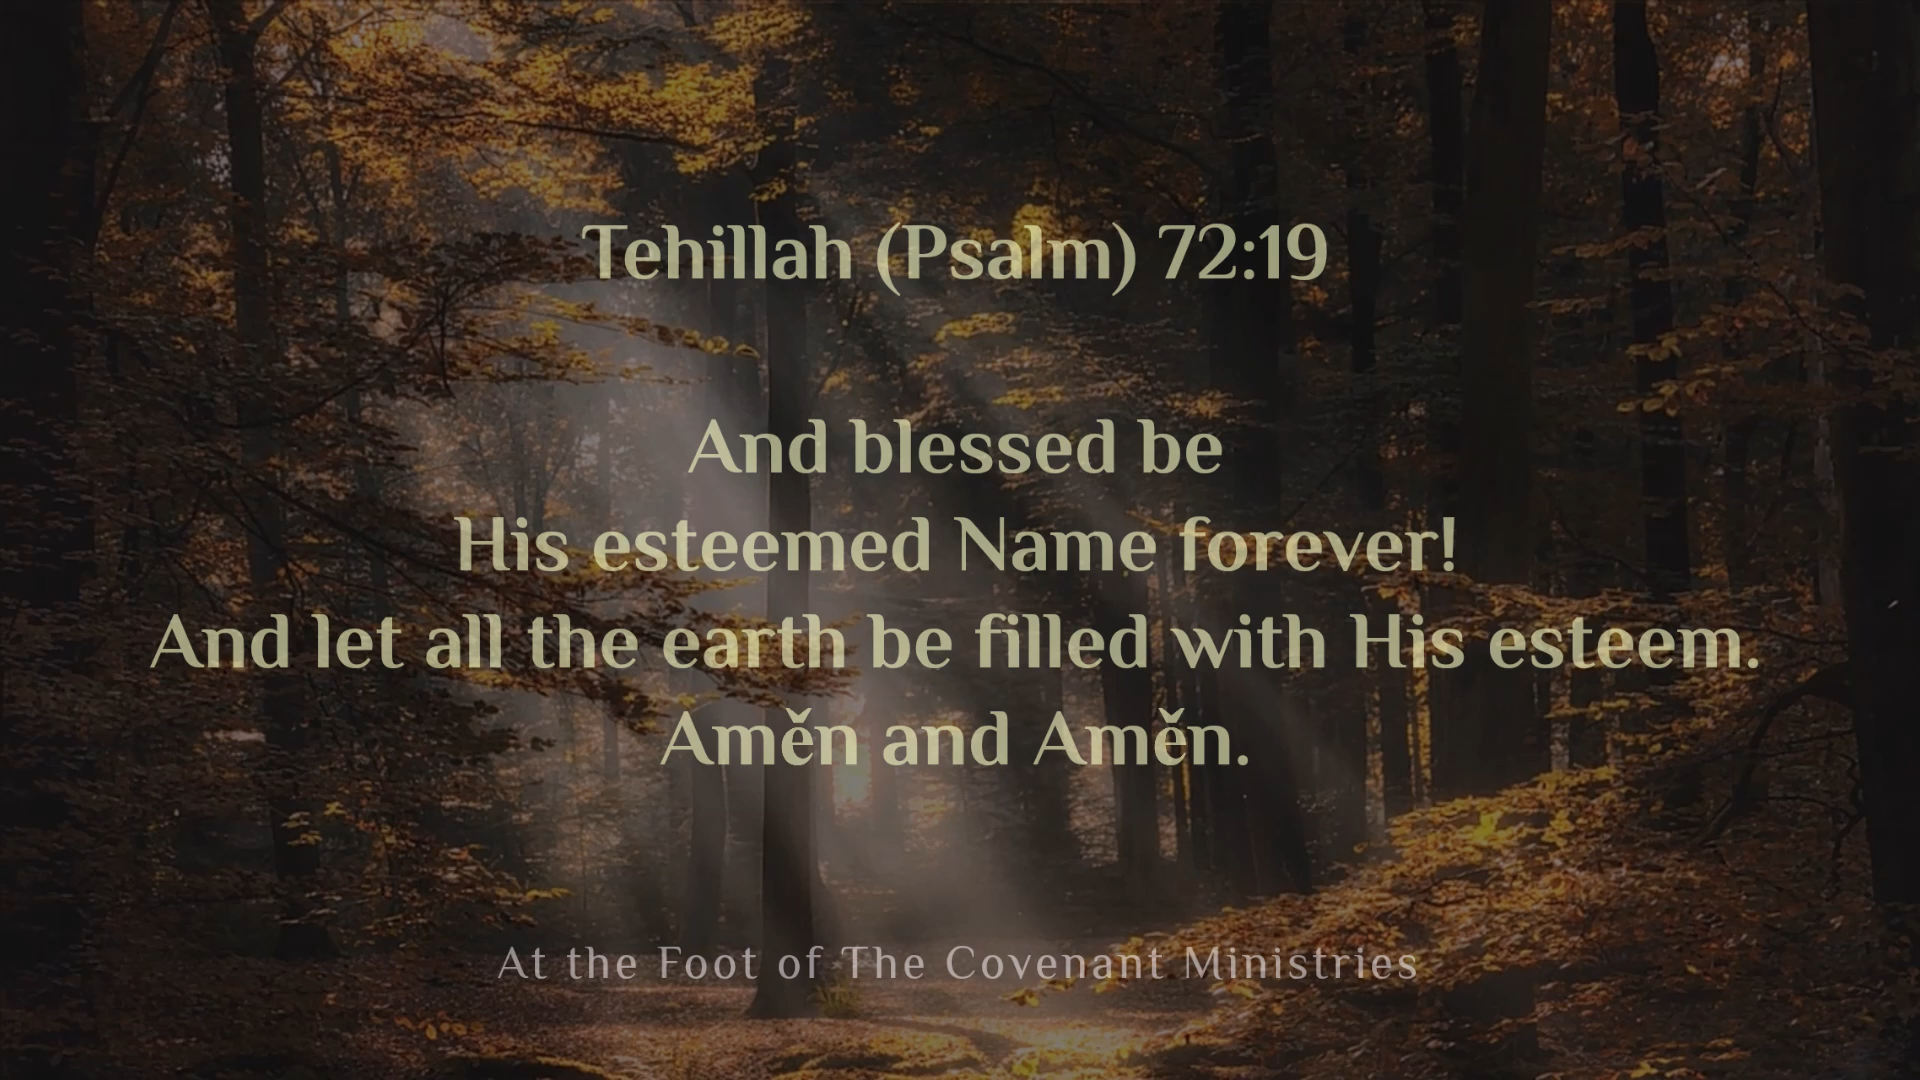 Tehillah (Psalm) 72:19
And blessed be
His esteemed Name forever!
And let all the earth be filled with His esteem.
Amĕn and Amĕn.
At the Foot of The Covenant Ministries